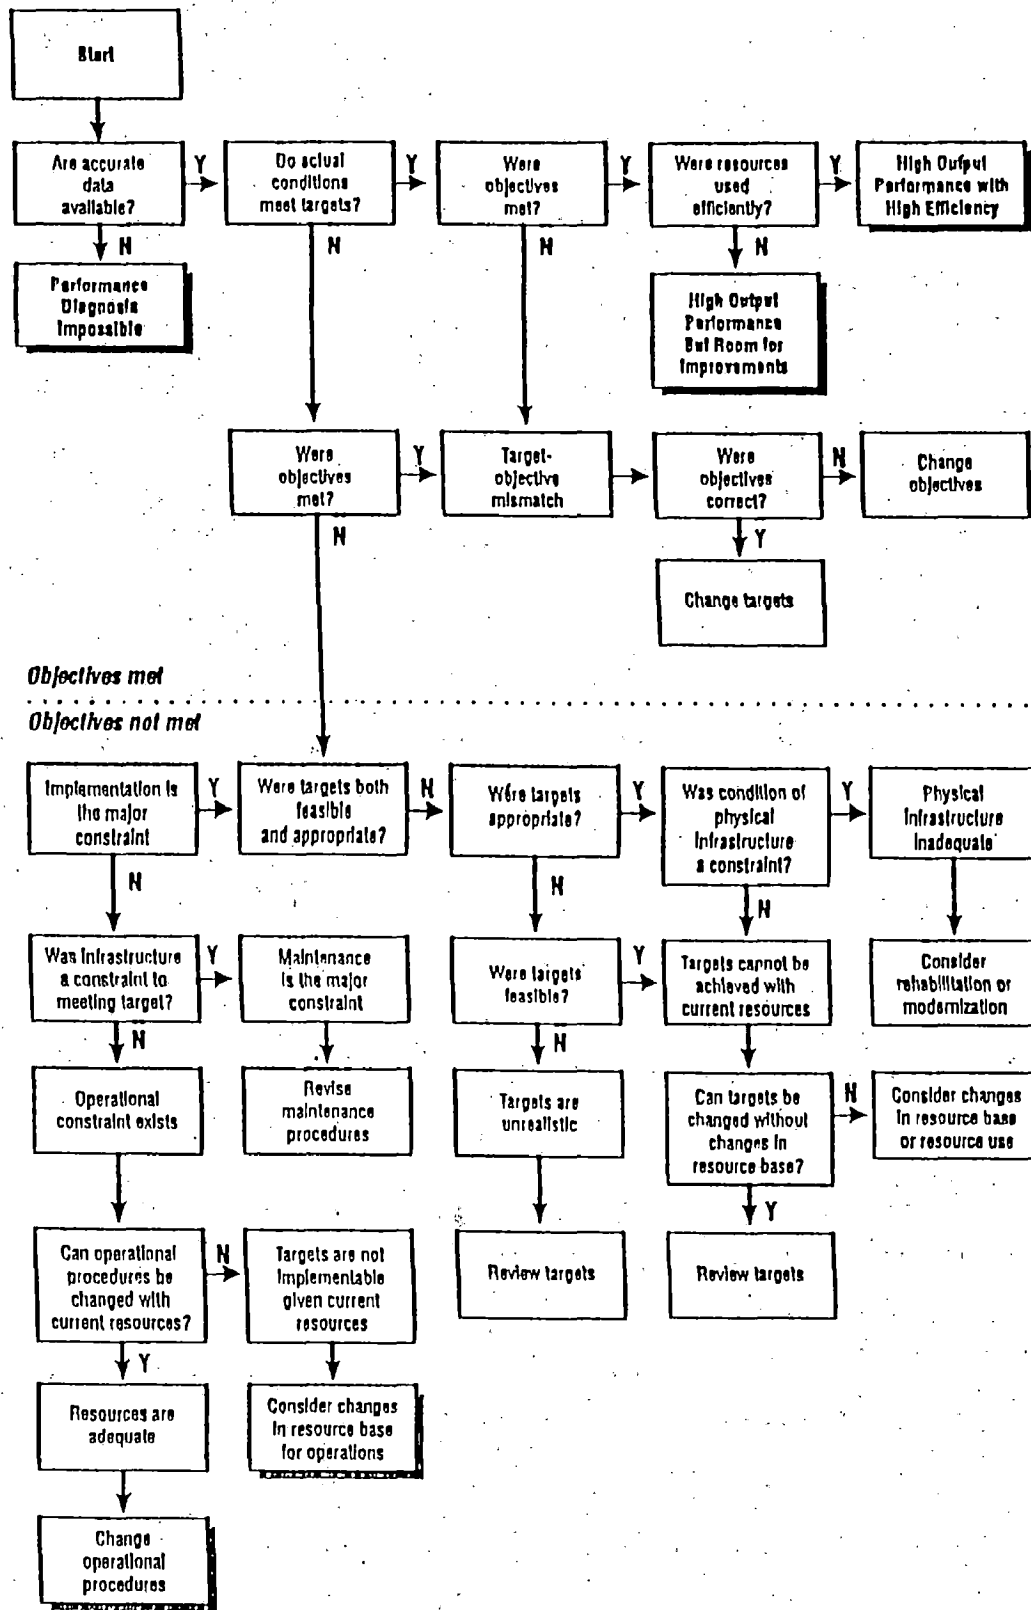 Start
Are accurate
data
available?
Y
Do actual
conditions
meet targets?
Y
Were
objectives
met?
Y
Were resources
used
efficiently?
Y
High Output
Performance with
High Efficiency
N
N
N
N
Performance
Diagnosis
Impossible
High Output
Performance
But Room for
Improvements
Were
objectives
met?
Y
Target-
objective
mismatch
Were
objectives
correct?
N
Change
objectives
N
Y
Change targets
Objectives met
Objectives not met
Implementation is
the major
constraint
Y
Were targets both
feasible
and appropriate?
N
Were targets
appropriate?
Y
Was condition of
physical
infrastructure
a constraint?
Y
Physical
Infrastructure
Inadequate
N
N
N
Was infrastructure
a constraint to
meeting target?
Y
Maintenance
is the major
constraint
Were targets
feasible?
Y
Targets cannot be
achieved with
current resources
Consider
rehabilitation or
modernization
N
N
Operational
constraint exists
Revise
maintenance
procedures
Targets are
unrealistic
Can targets be
changed without
changes in
resource base?
N
Consider changes
in resource base
or resource use
Y
Can operational
procedures be
changed with
current resources?
N
Targets are not
implementable
given current
resources
Review targets
Review targets
Y
Resources are
adequate
Consider changes
in resource base
for operations
Change
operational
procedures